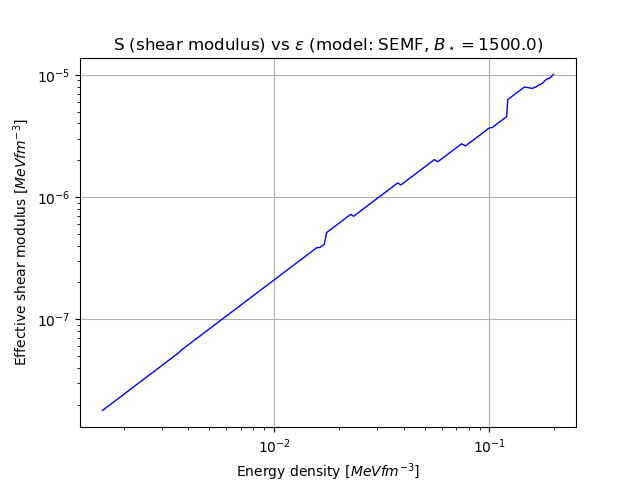 S (shear modulus) vs ε (model: SEMF, B⋆ = 1500.0)
Effective shear modulus [MeVfm⁻³]
10⁻⁵
10⁻⁶
10⁻⁷
10⁻² 10⁻¹
Energy density [MeVfm⁻³]